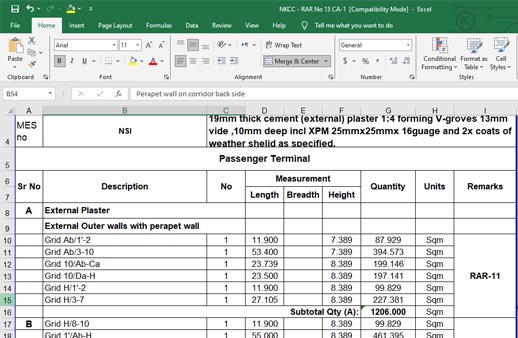 NKCC - RAR No 13 CA-1 [Compatibility Mode] - Excel
File Home Insert Page Layout Formulas Data Review View Help Tell me what you want to do
Paste
Arial 11 A A
B I U A
Wrap Text
Merge & Center
General
$ % ,
Conditional Formatting
Format as Table
Cell Styles
Clipboard Font Alignment Number Styles
B54 fx Perapet wall on corridor back side
A B C D E F G H I
4 MES no NSI
19mm thick cement (external) plaster 1:4 forming V-groves 13mm
vide ,10mm deep incl XPM 25mmx25mmx 16guage and 2x coats of
weather shelid as specified.
5 Passenger Terminal
6 Sr No Description No Measurement Quantity Units Remarks
7 Length Breadth Height
8 A External Plaster
9 External Outer walls with perapet wall
10 Grid Ab/1'-2 1 11.900 7.389 87.929 Sqm
11 Grid Ab/3-10 1 53.400 7.389 394.573 Sqm
12 Grid 10/Ab-Ca 1 23.739 8.389 199.146 Sqm
13 Grid 10/Da-H 1 23.500 8.389 197.141 Sqm RAR-11
14 Grid H/1'-2 1 11.900 8.389 99.829 Sqm
15 Grid H/3-7 1 27.105 8.389 227.381 Sqm
16 Subtotal Qty (A): 1206.000 Sqm
17 B Grid H/8-10 1 11.900 8.389 99.829 Sqm
18 Grid 1'/Ab-H 1 55.000 8.389 461.395 Sqm